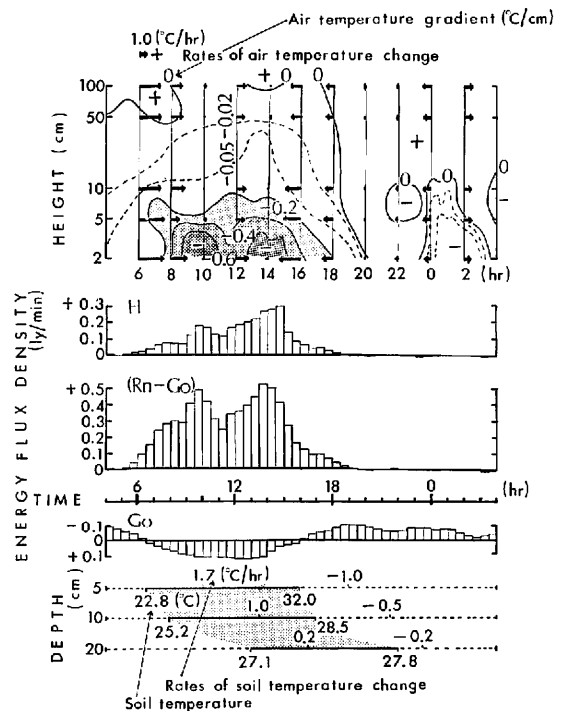 Air temperature gradient (°C/cm)
1.0 (°C/hr)
+ Rates of air temperature change
0 + 0 0
100
+
50
-0.02
-0.05
+
HEIGHT (cm)
10
0 0 0
-0.2
5
-
-
-0.4
-
-
2
-0.6
6 8 10 12 14 16 18 20 22 0 2 (hr)
ENERGY FLUX DENSITY (ly/min)
+ 0.3
H
0.2
0.1
0
+ 0.5
(Rn-Go)
0.4
0.3
0.2
0.1
0
6 12 18 0 (hr)
TIME
Go
- 0.1
0
+ 0.1
DEPTH (cm)
1.7 (°C/hr) -1.0
5
22.8 (°C) 1.0 32.0 - 0.5
10
25.2 0.2 28.5 - 0.2
20
27.1 27.8
Rates of soil temperature change
Soil temperature